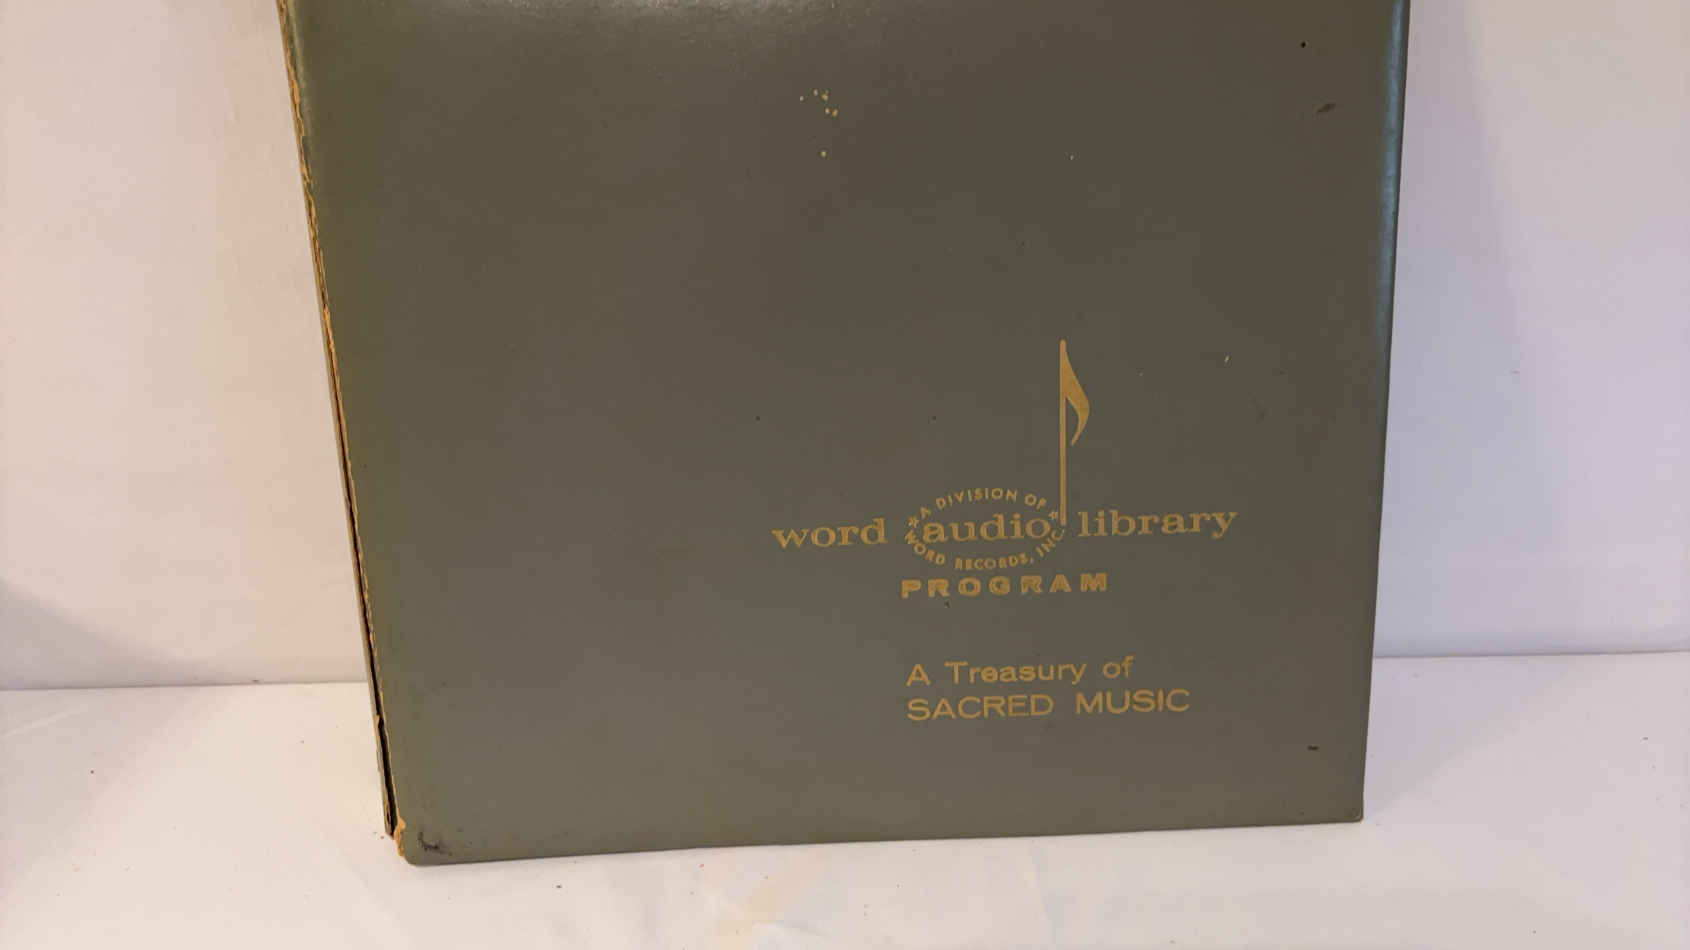 A DIVISION OF
word audio library
WORD RECORDS, INC.
PROGRAM
A Treasury of
SACRED MUSIC